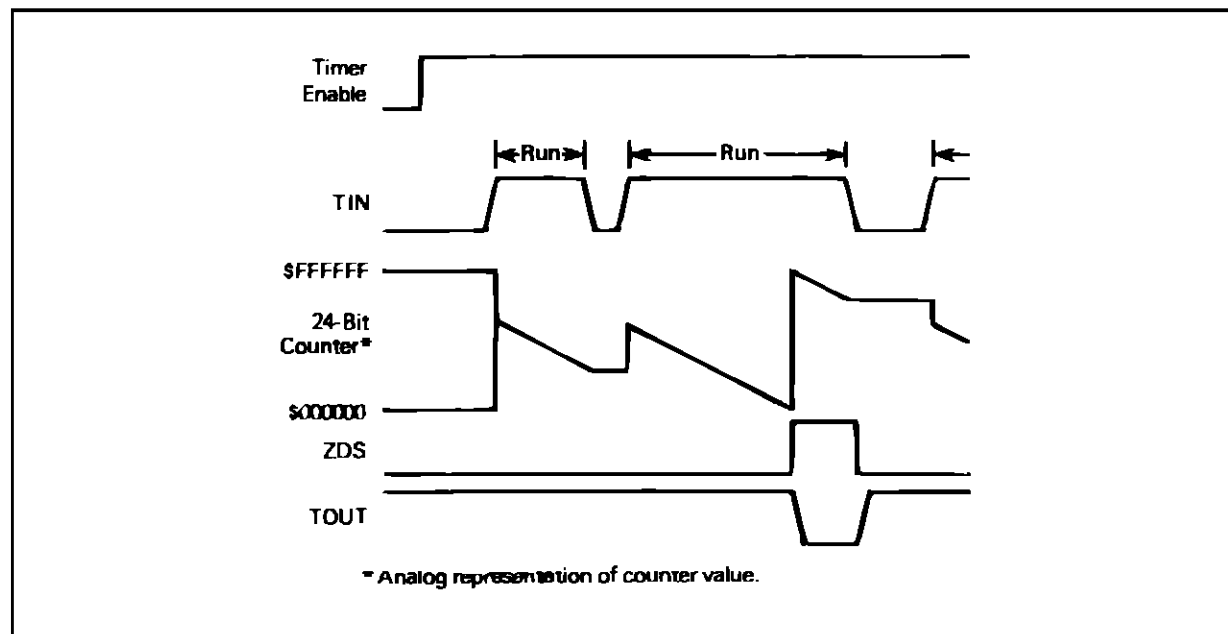 Timer
Enable
Run
Run
TIN
$FFFFFF
24-Bit
Counter*
$000000
ZDS
TOUT
* Analog representation of counter value.